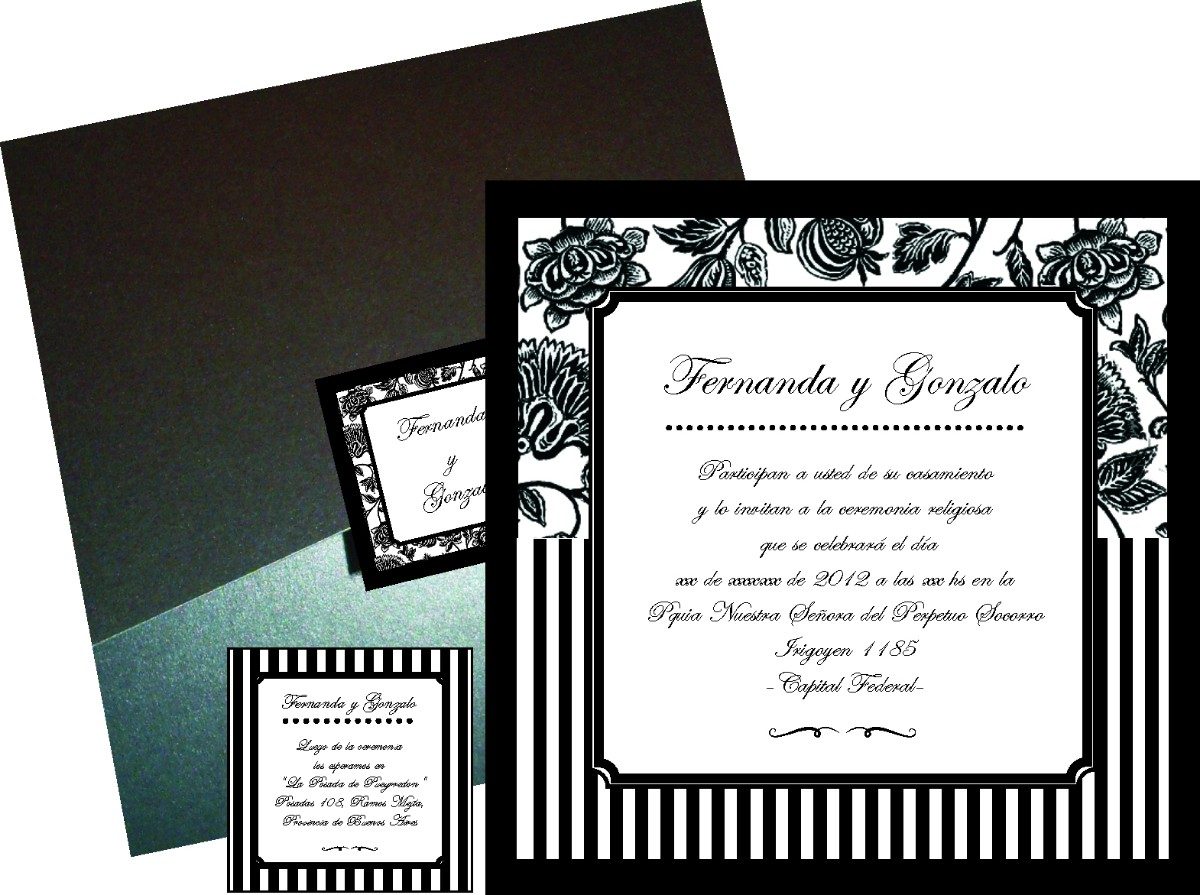 Fernanda y Gonzalo
Participan a usted de su casamiento
y lo invitan a la ceremonia religiosa
que se celebrará el día
xx de xxxxxx de 2012 a las xx hs en la
Pquia Nuestra Señora del Perpetuo Socorro
Irigoyen 1185
-Capital Federal-
Fernanda
y
Fernanda y Gonzalo
Luego de la ceremonia
los esperamos en
"La Posada de Pueyrredon"
Posadas 108, Ramos Mejia,
Provincia de Buenos Aires